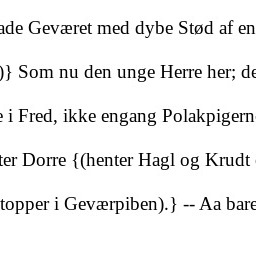 ade Geværet med dybe Stød af en
)} Som nu den unge Herre her; de
i Fred, ikke engang Polakpigern
ter Dorre {(henter Hagl og Krudt
topper i Geværpiben).} -- Aa bare